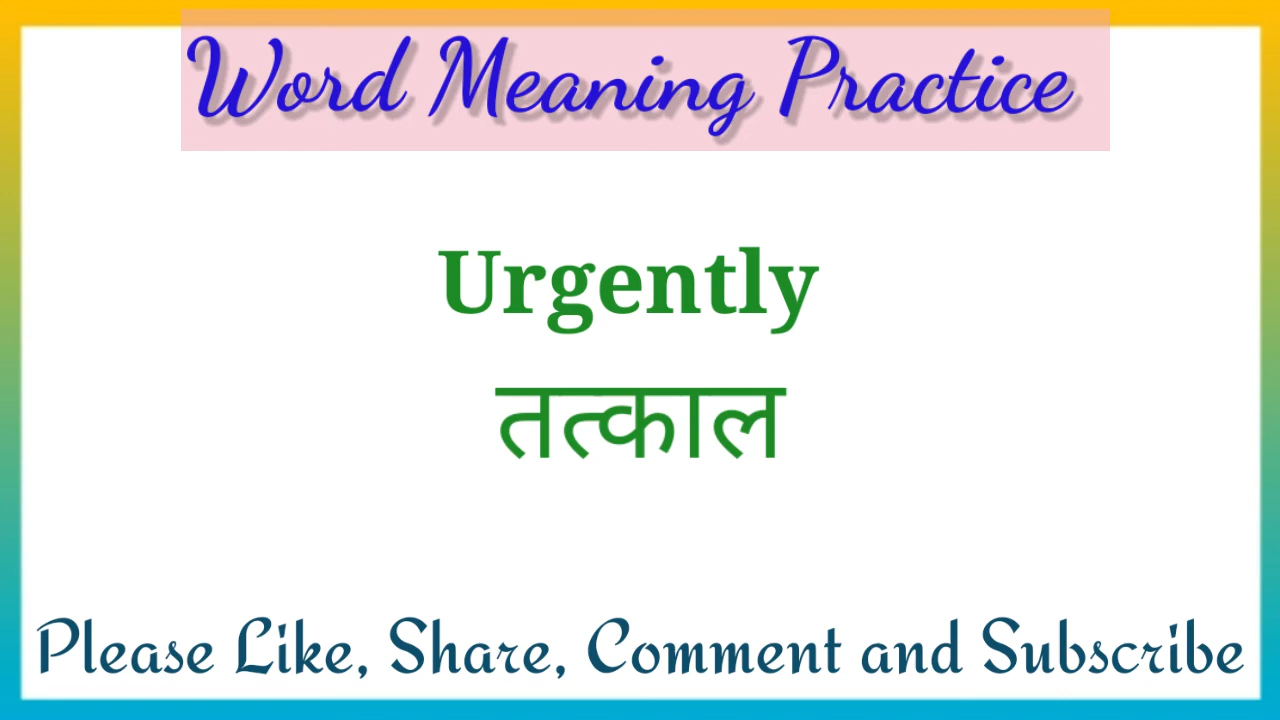 Word Meaning Practice
Urgently
तत्काल
Please Like, Share, Comment and Subscribe